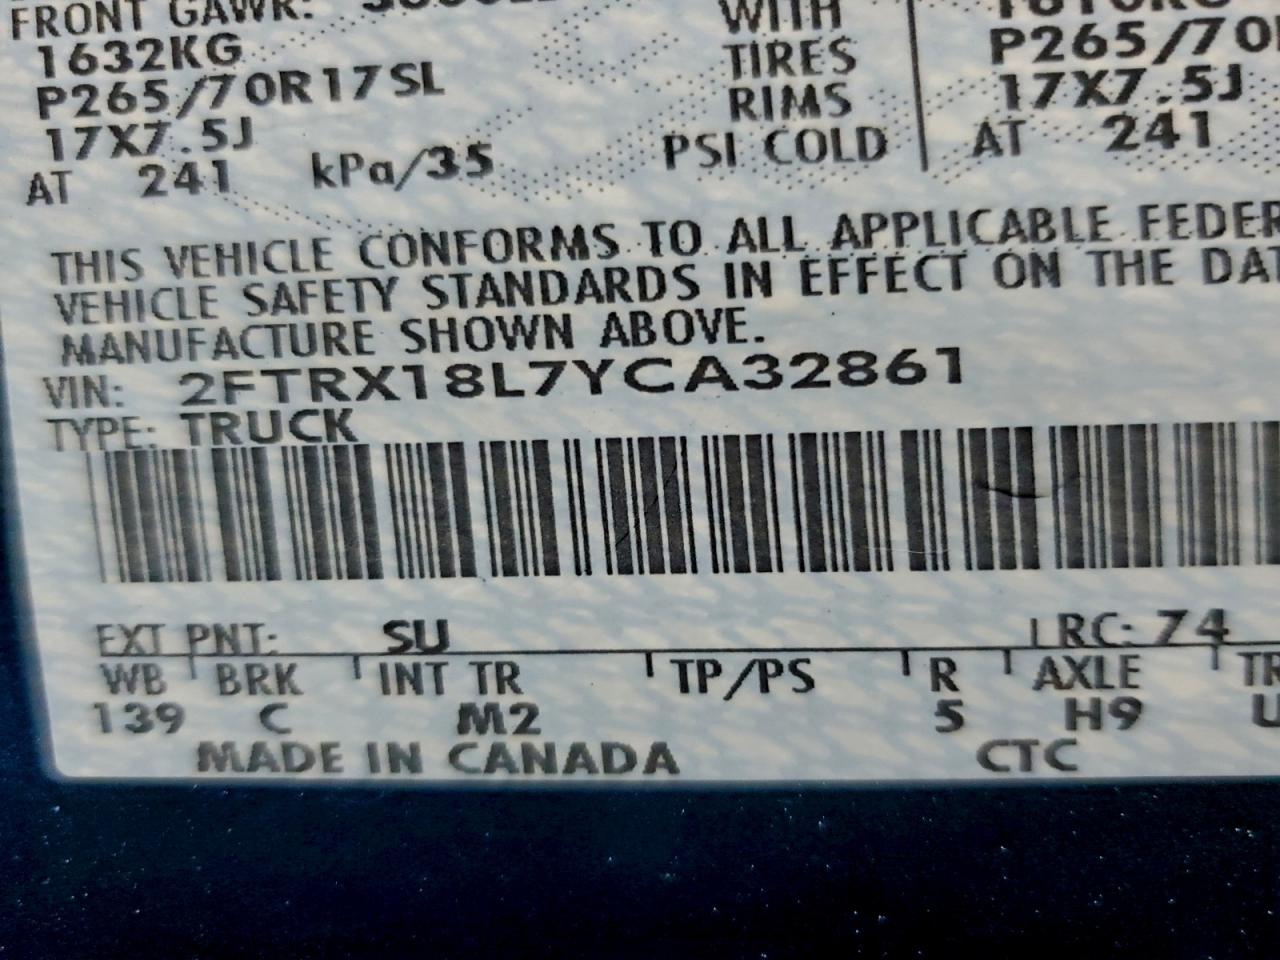 FRONT GAWR: WITH
1632KG TIRES P265/70R
P265/70R17SL RIMS 17X7.5J
17X7.5J PSI COLD AT 241
AT 241 kPa/35
THIS VEHICLE CONFORMS TO ALL APPLICABLE FEDER
VEHICLE SAFETY STANDARDS IN EFFECT ON THE DAT
MANUFACTURE SHOWN ABOVE.
VIN: 2FTRX18L7YCA32861
TYPE: TRUCK
EXT PNT: SU LRC: 74
WB BRK INT TR TP/PS R AXLE TR
139 C M2 5 H9 U
MADE IN CANADA CTC